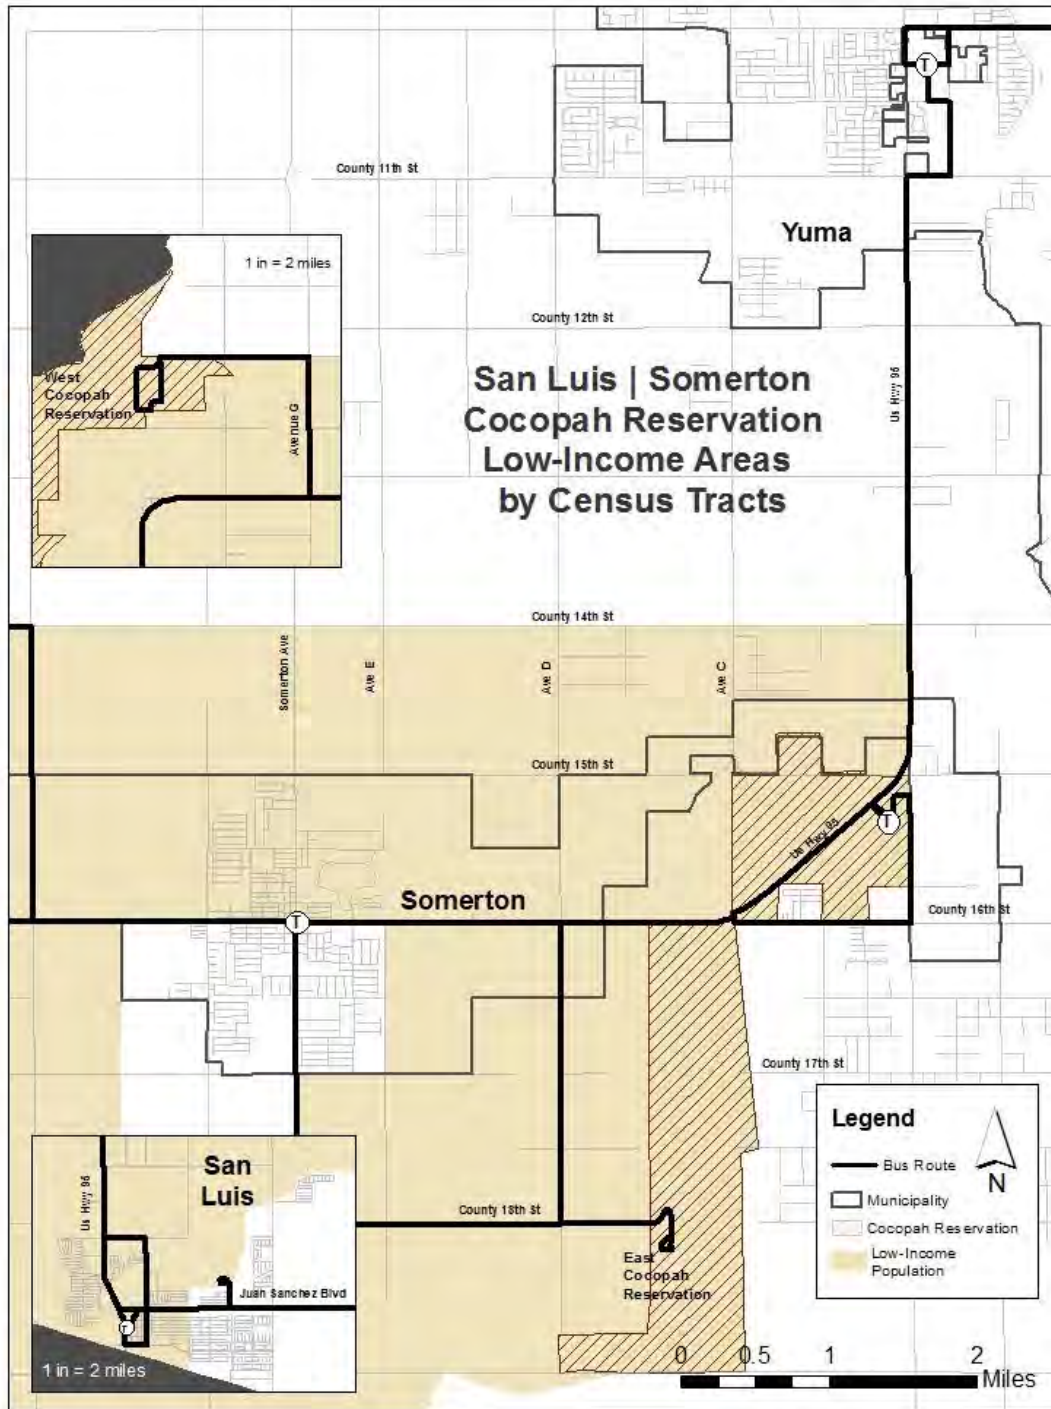 T
County 11th St
Yuma
1 in = 2 miles
County 12th St
San Luis | Somerton
Cocopah Reservation
Low-Income Areas
by Census Tracts
Us Hwy 95
West
Cocopah
Reservation
Avenue G
County 14th St
Somerton Ave
Ave E
Ave D
Ave C
County 15th St
Us Hwy 95
T
Somerton
County 16th St
T
County 17th St
Legend
Bus Route
N
Municipality
Cocopah Reservation
Low-Income
Population
San
Luis
Us Hwy 95
County 18th St
East
Cocopah
Reservation
Juan Sanchez Blvd
T
1 in = 2 miles
0 0.5 1 2
Miles